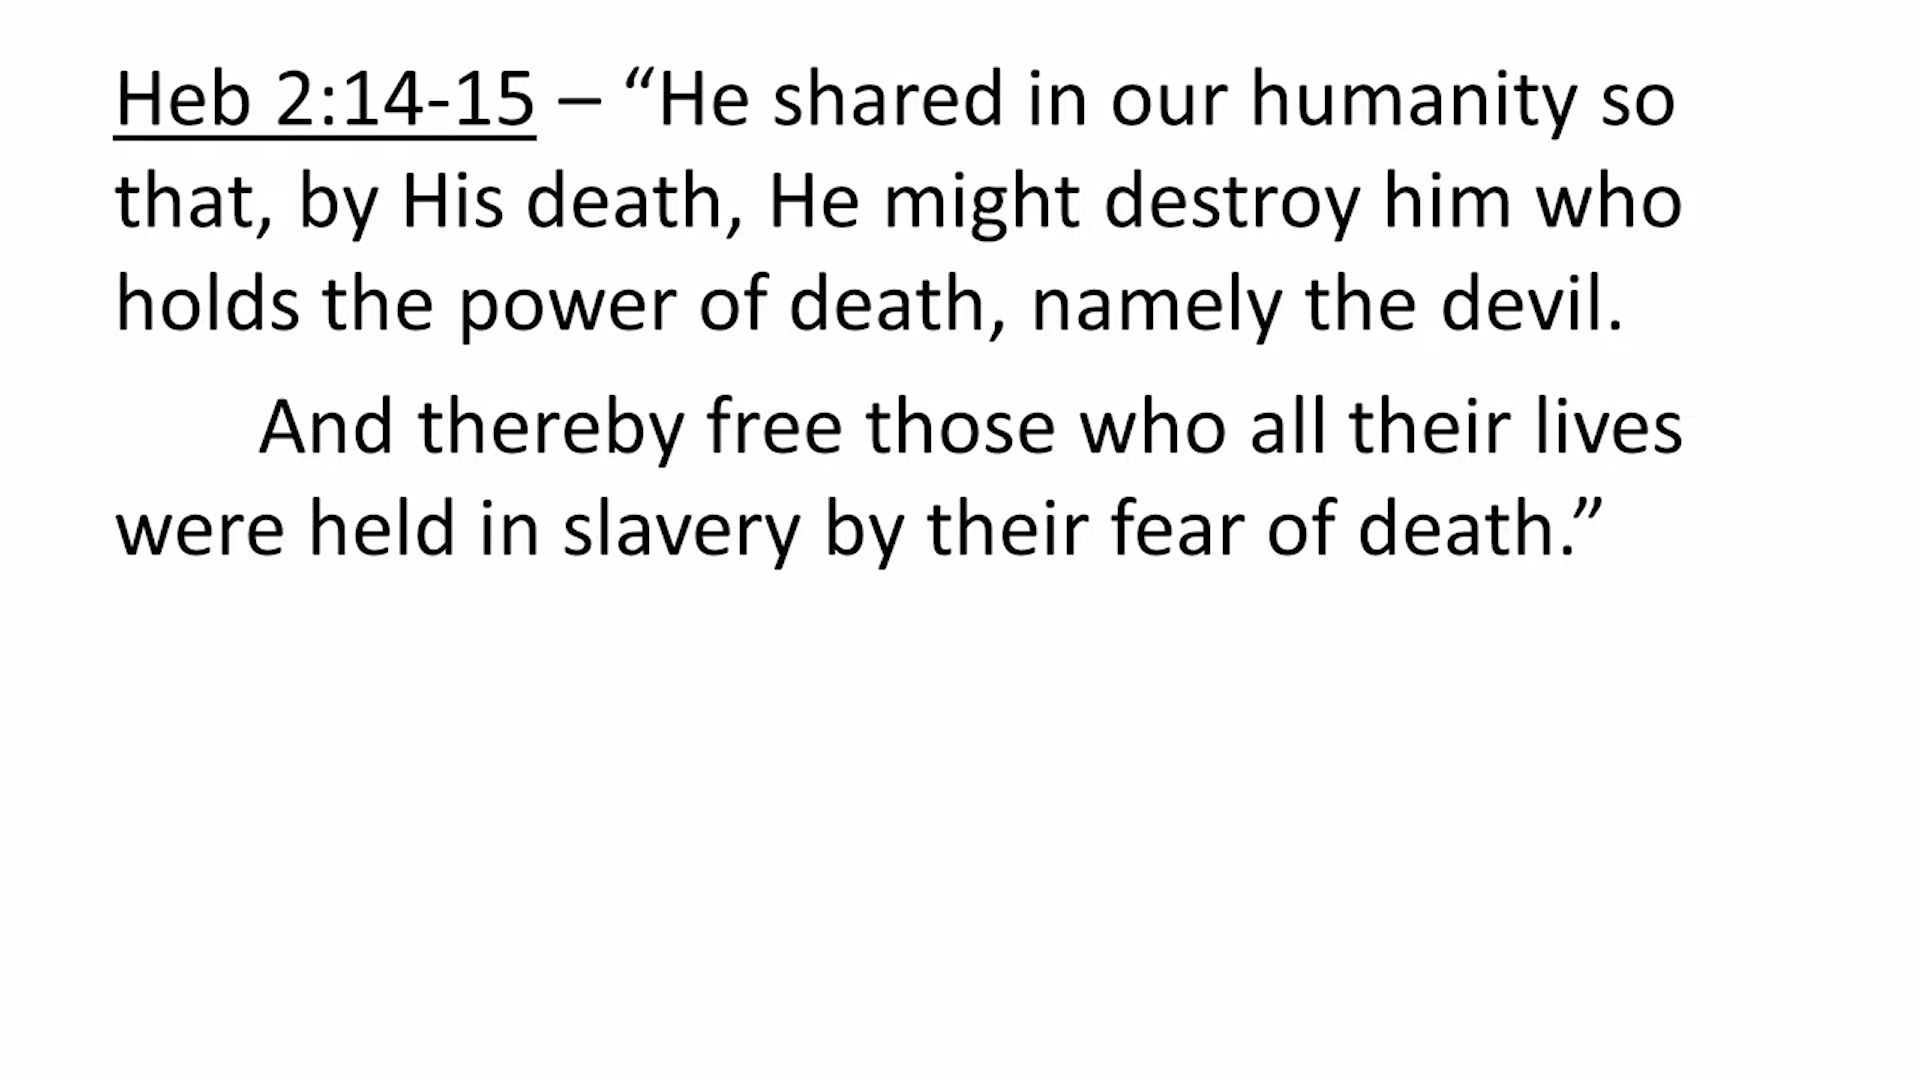 Heb 2:14-15 – “He shared in our humanity so
that, by His death, He might destroy him who
holds the power of death, namely the devil.
And thereby free those who all their lives
were held in slavery by their fear of death.”